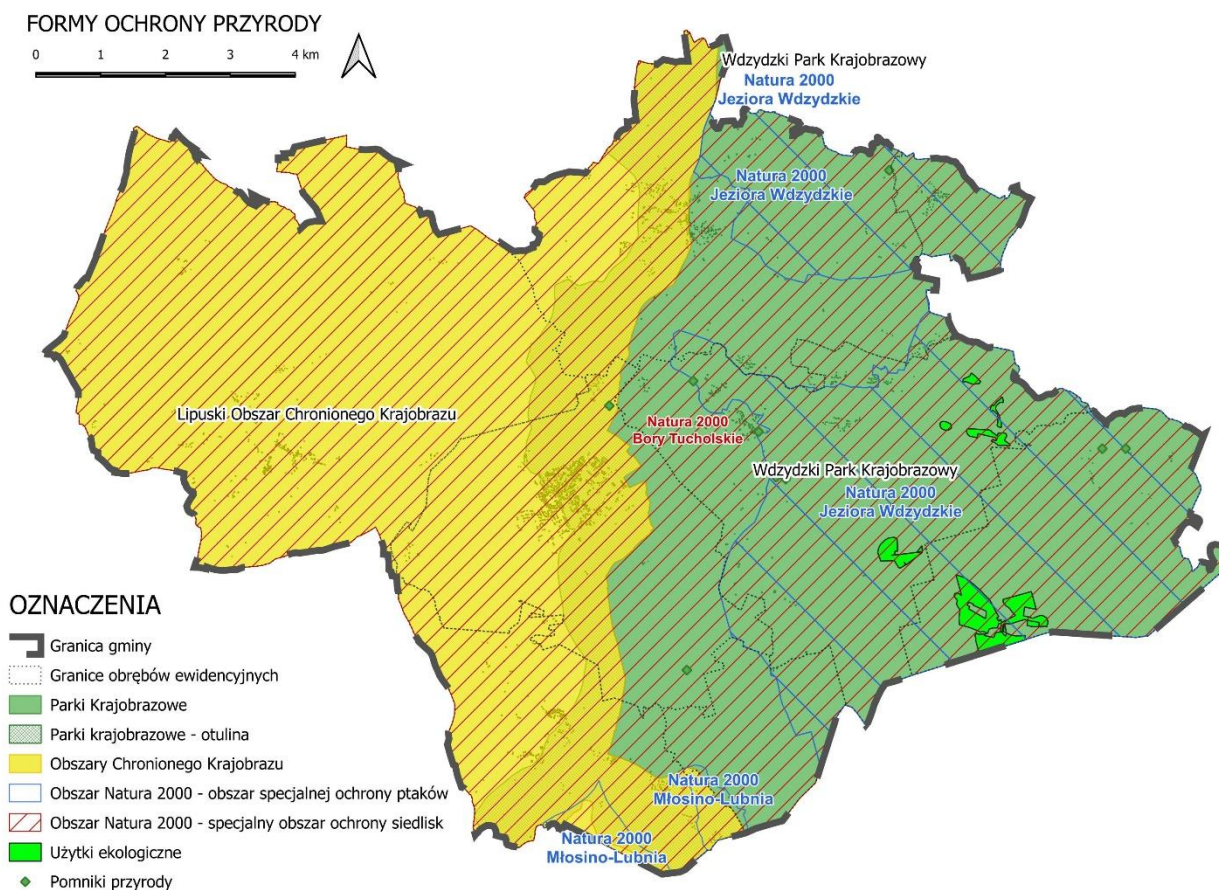 FORMY OCHRONY PRZYRODY
0 1 2 3 4 km
Wdzydzki Park Krajobrazowy
Natura 2000
Jeziora Wdzydzkie
Natura 2000
Jeziora Wdzydzkie
Lipuski Obszar Chronionego Krajobrazu
Natura 2000
Bory Tucholskie
Wdzydzki Park Krajobrazowy
Natura 2000
Jeziora Wdzydzkie
Natura 2000
Młosino-Lubnia
Natura 2000
Młosino-Lubnia
OZNACZENIA
Granica gminy
Granice obrębów ewidencyjnych
Parki Krajobrazowe
Parki krajobrazowe - otulina
Obszary Chronionego Krajobrazu
Obszar Natura 2000 - obszar specjalnej ochrony ptaków
Obszar Natura 2000 - specjalny obszar ochrony siedlisk
Użytki ekologiczne
Pomniki przyrody